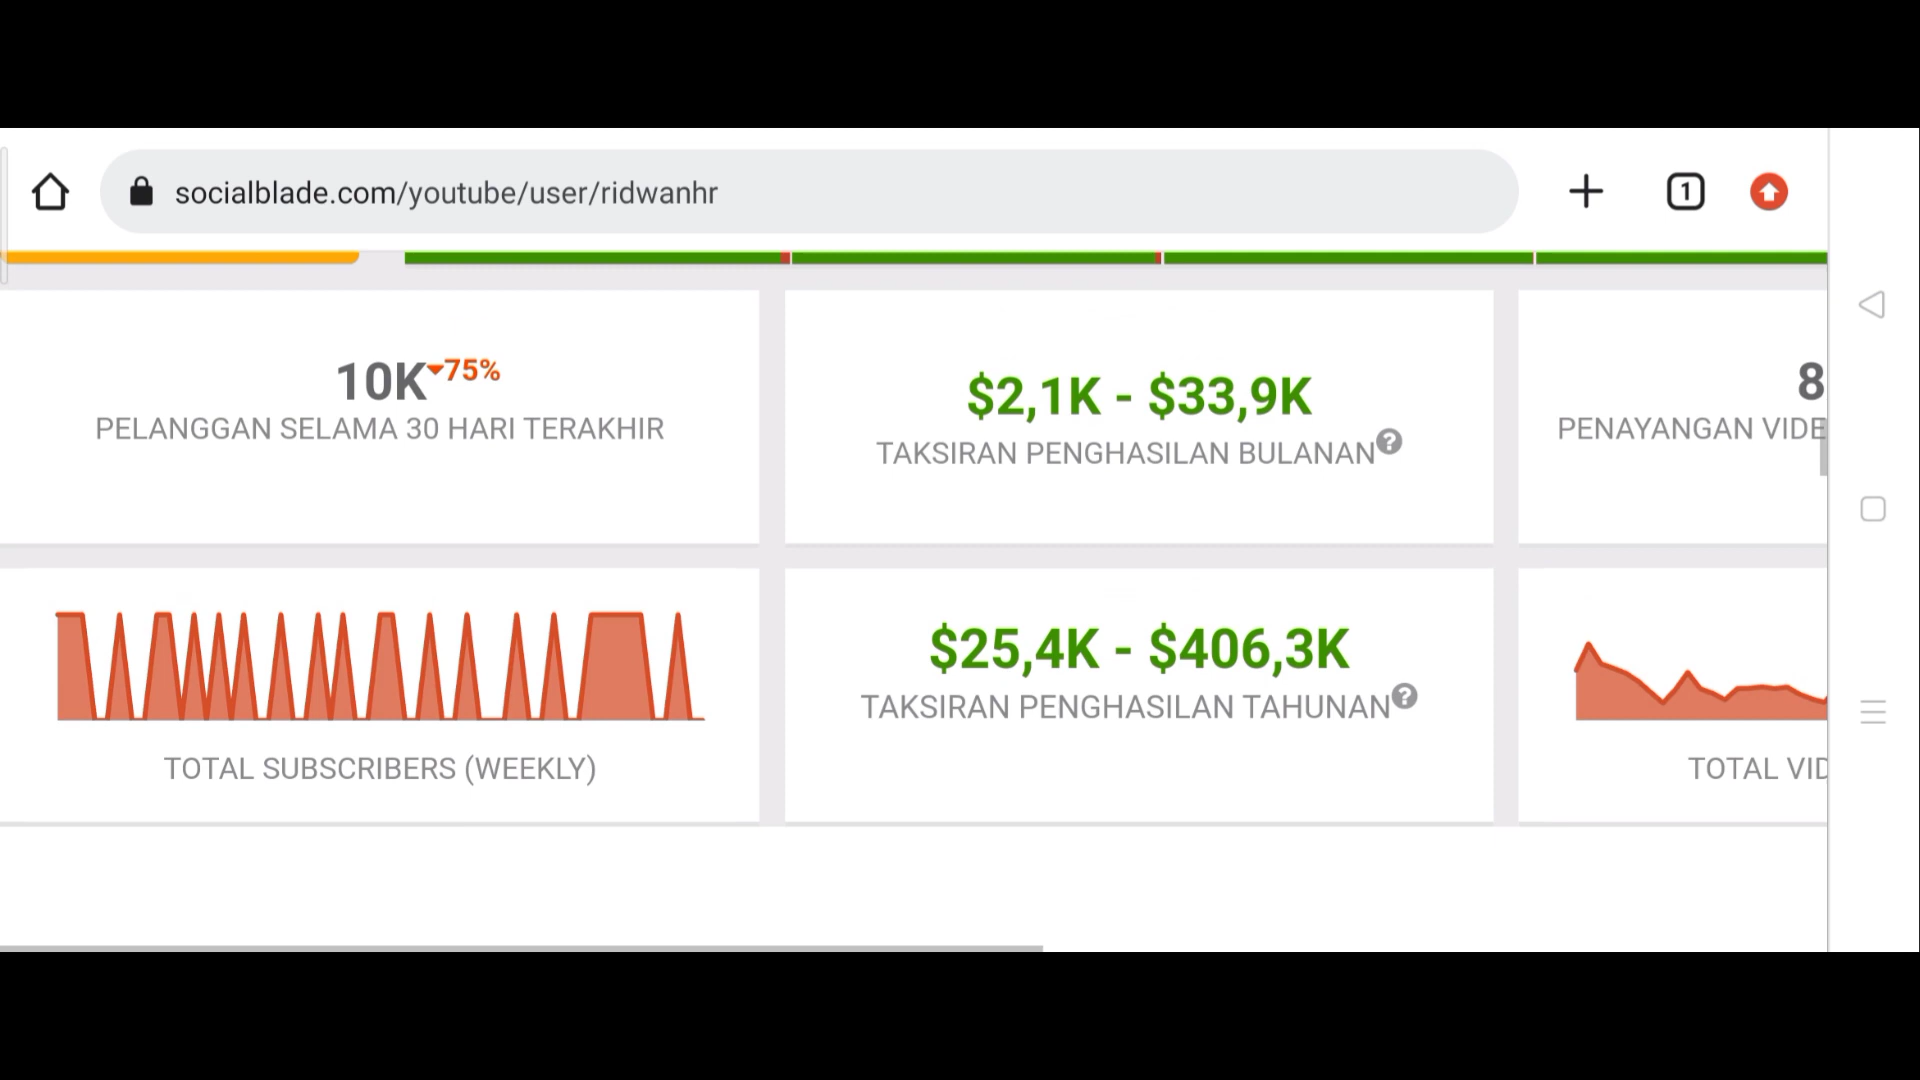 socialblade.com/youtube/user/ridwanhr
1
10K 75%
PELANGGAN SELAMA 30 HARI TERAKHIR
$2,1K - $33,9K
TAKSIRAN PENGHASILAN BULANAN?
8
PENAYANGAN VIDE
TOTAL SUBSCRIBERS (WEEKLY)
$25,4K - $406,3K
TAKSIRAN PENGHASILAN TAHUNAN?
TOTAL VID